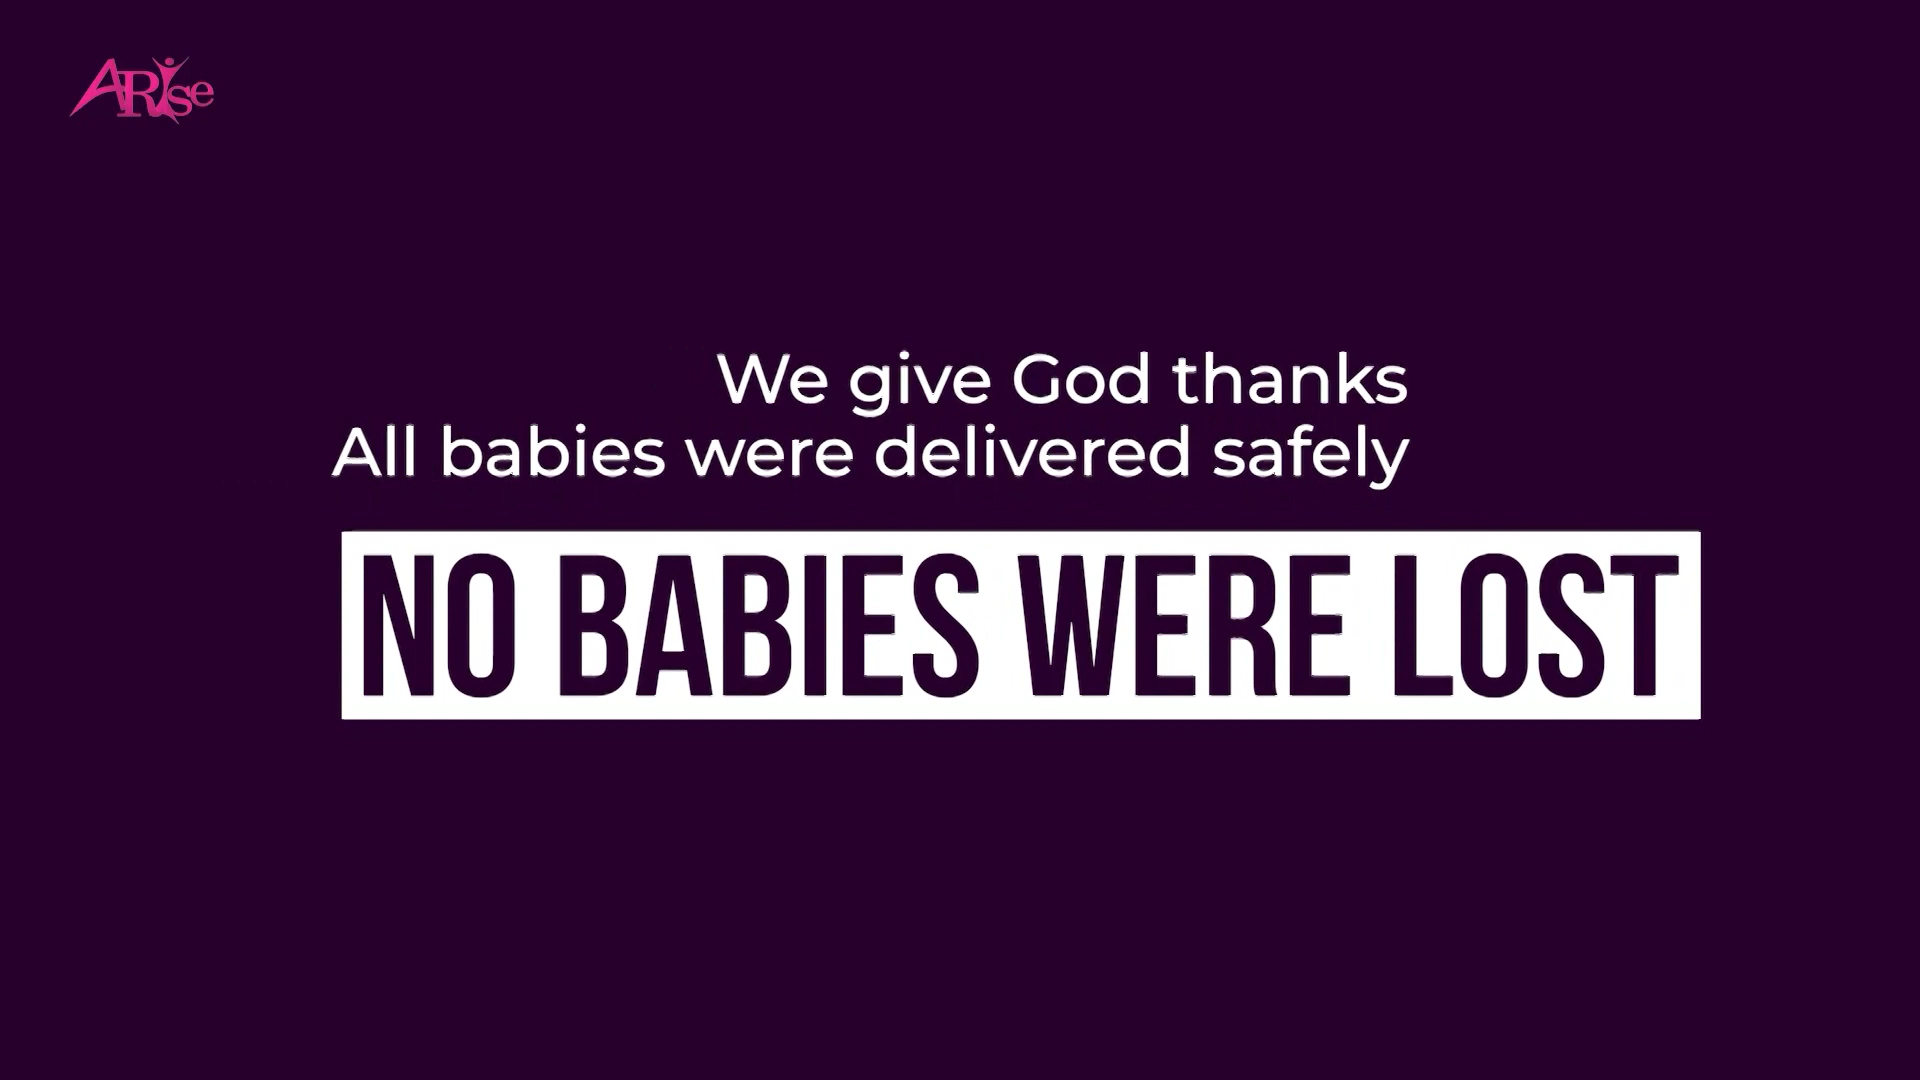 ARise
We give God thanks
All babies were delivered safely
NO BABIES WERE LOST